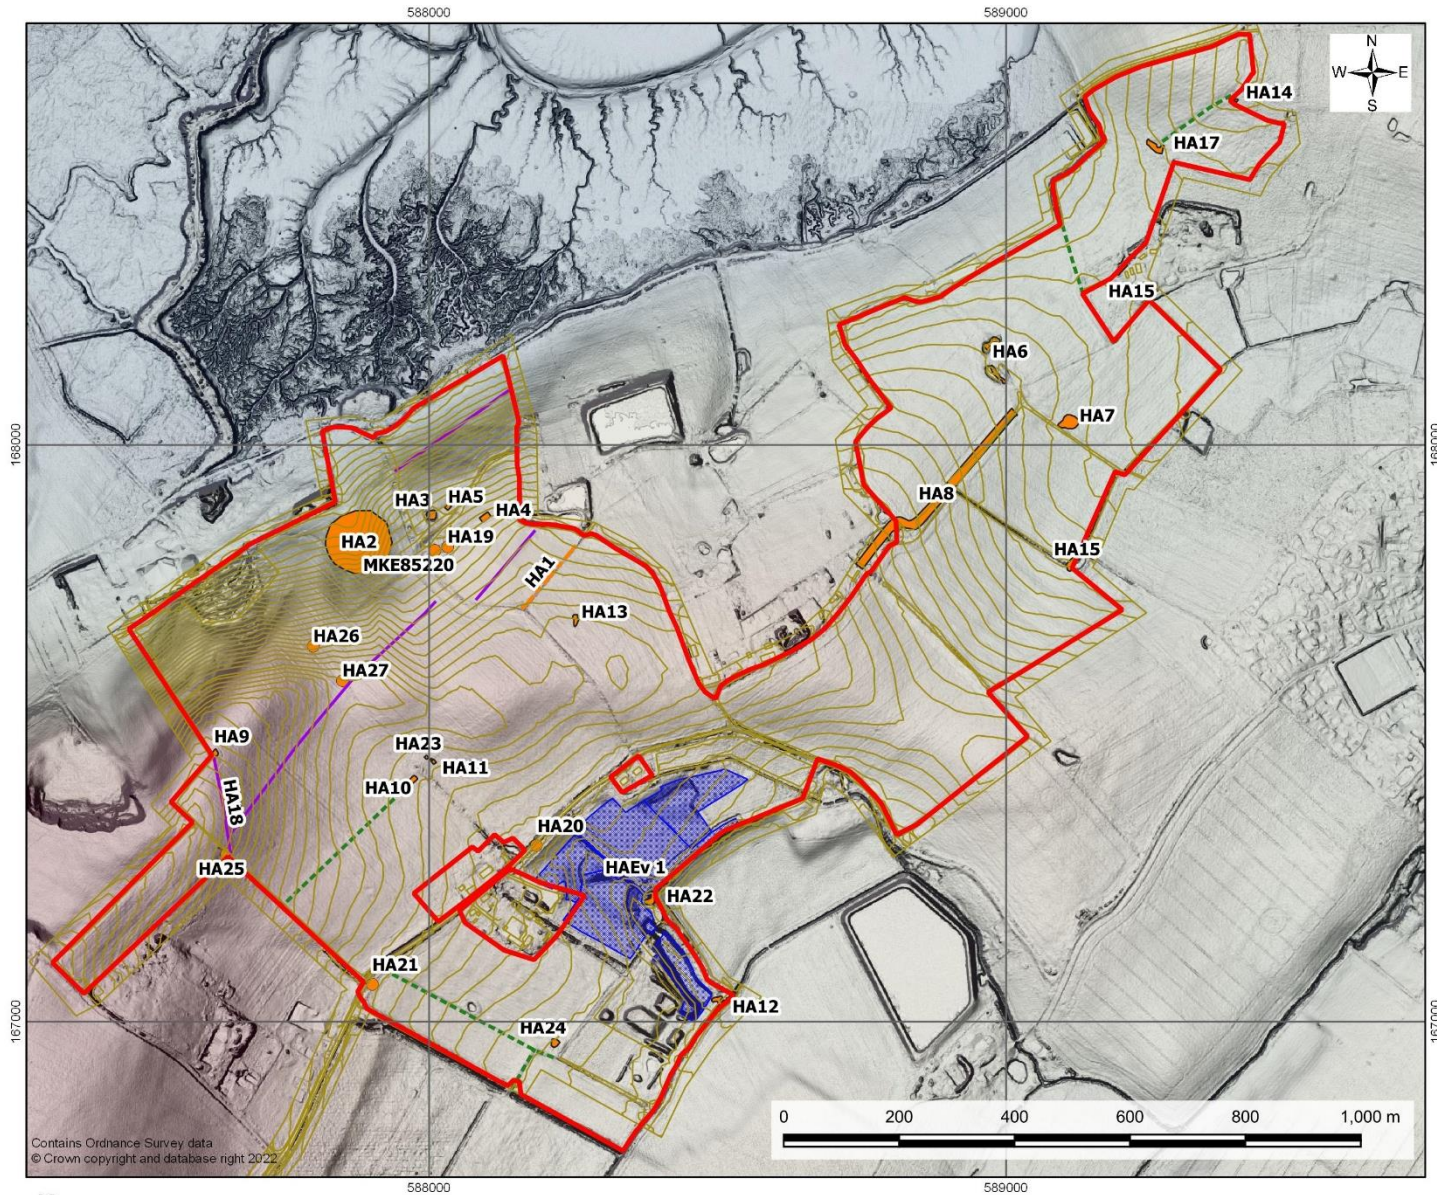 588000
589000
N
W E
S
HA14
HA17
HA15
HA6
168000
168000
HA7
HA8
HA3
HA5
HA4
HA2
HA19
MKE85220
HA1
HA15
HA13
HA26
HA27
HA9
HA23
HA11
HA10
HA18
HA20
HA25
HAEv 1
HA22
HA21
HA12
167000
167000
HA24
0 200 400 600 800 1,000 m
Contains Ordnance Survey data
© Crown copyright and database right 2022
588000
589000